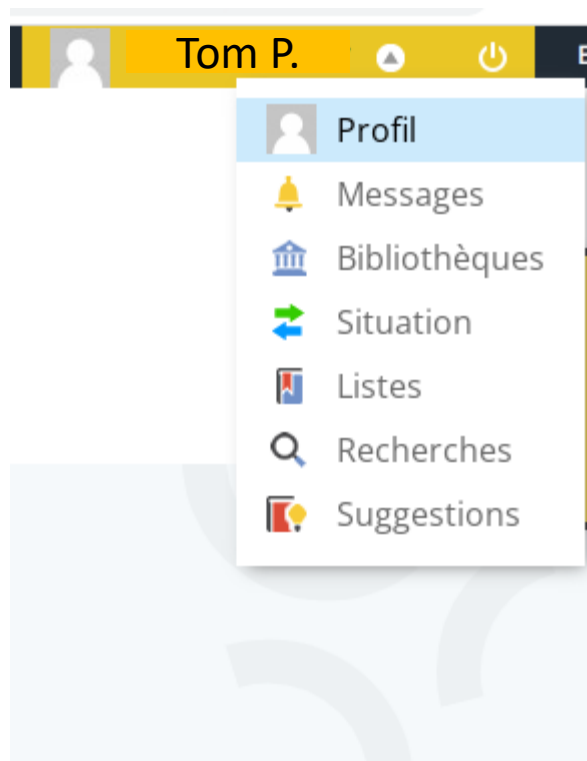 Tom P.
Profil
Messages
Bibliothèques
Situation
Listes
Recherches
Suggestions